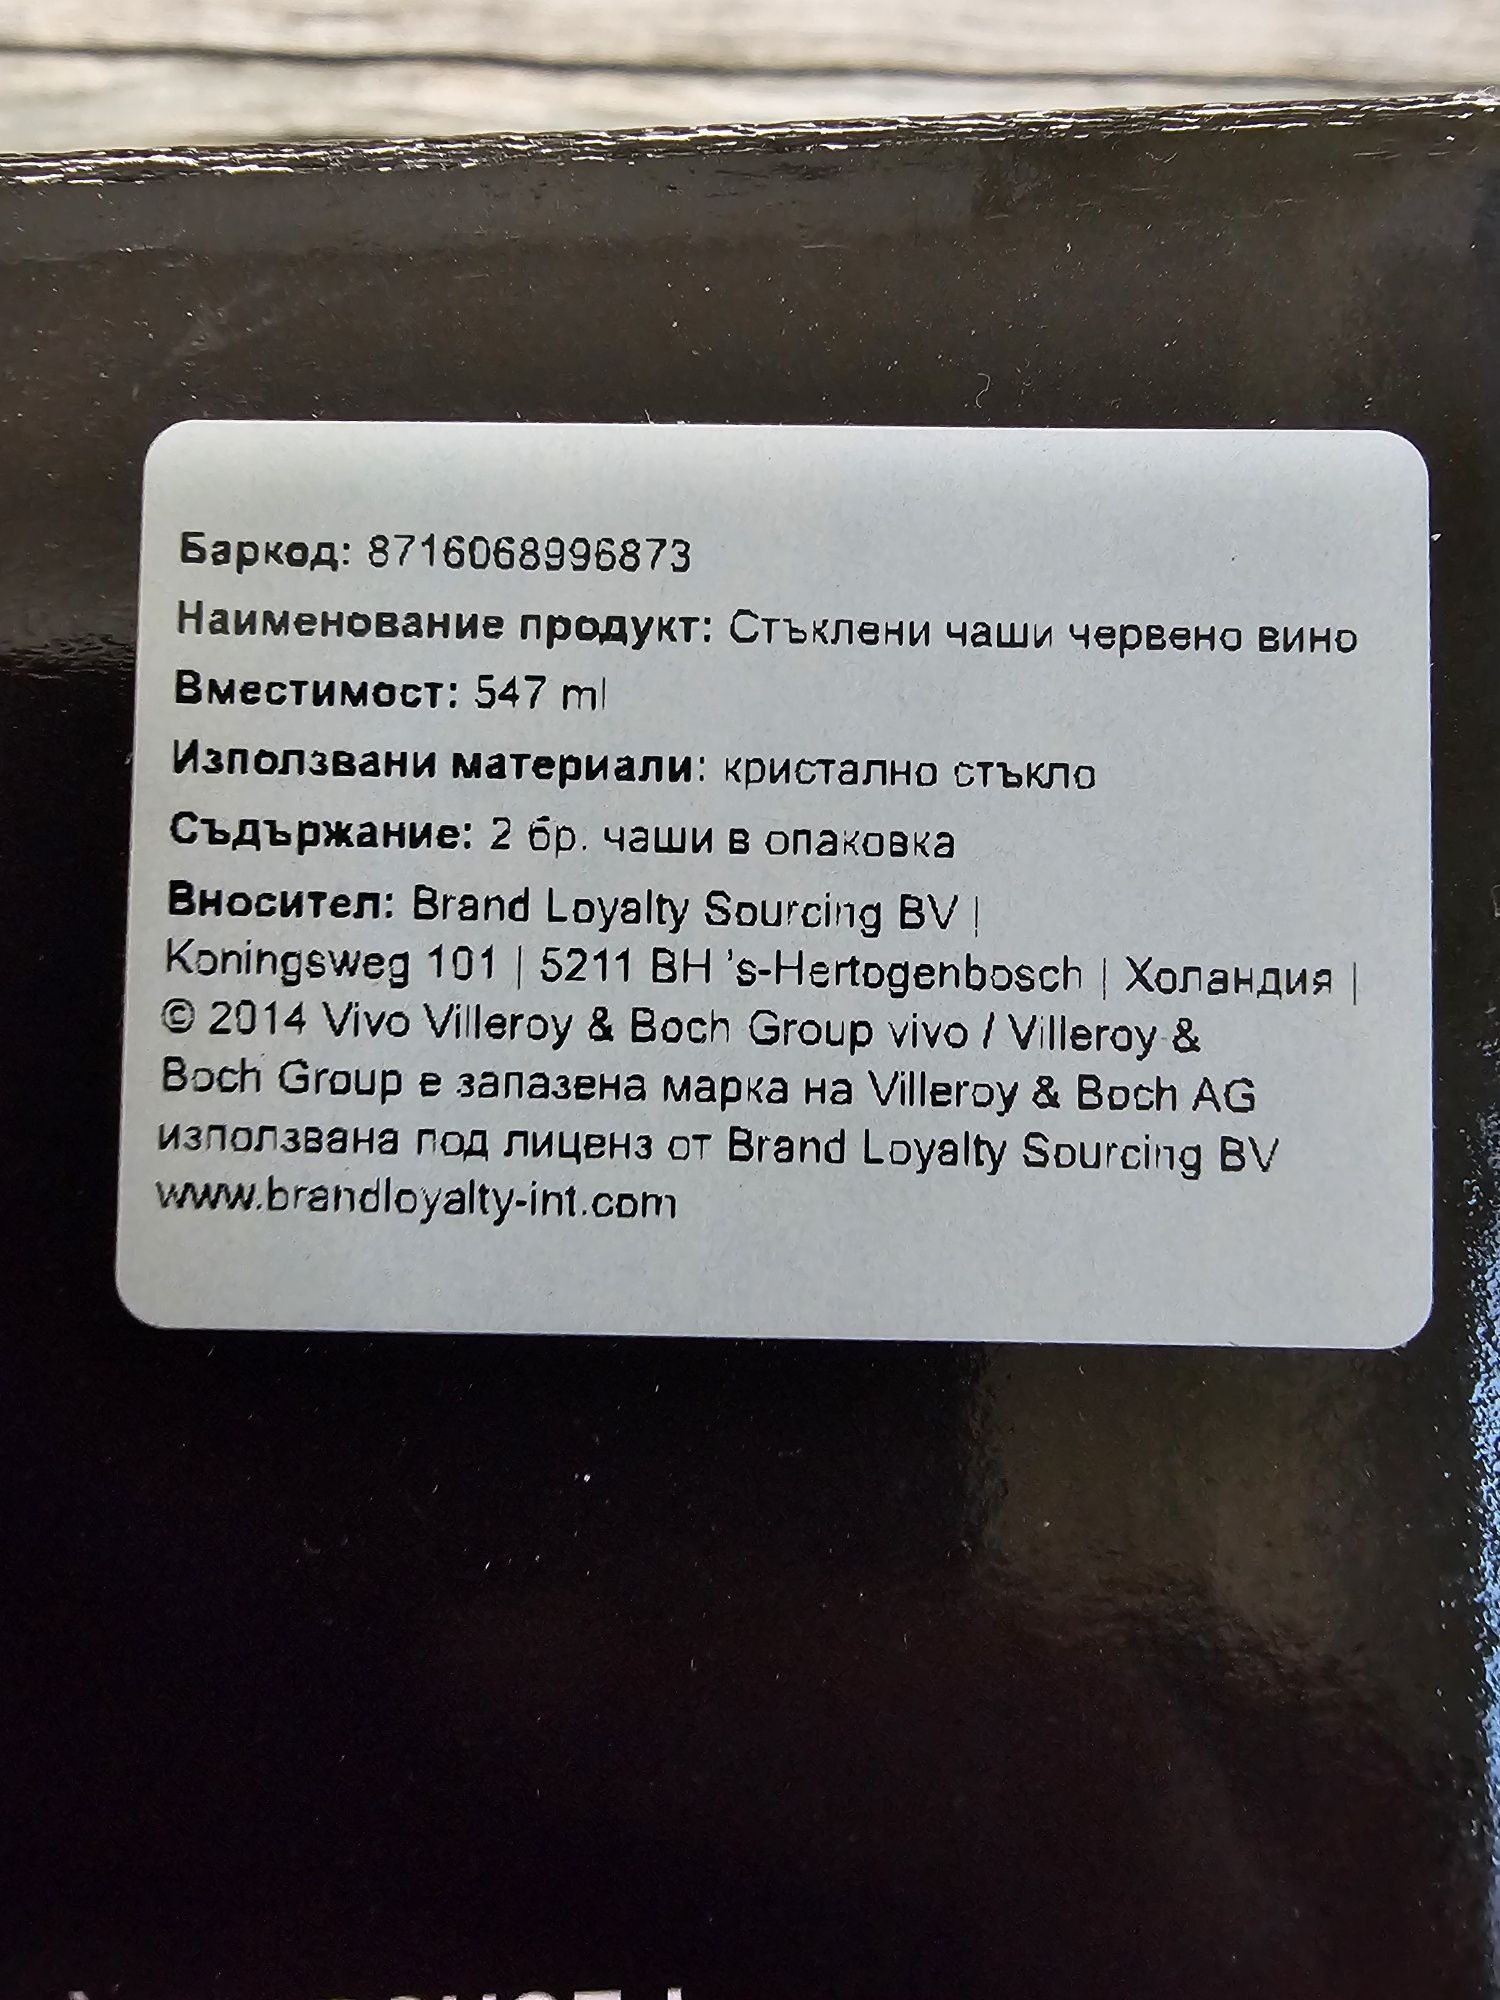 Баркод: 8716068996873
Наименование продукт: Стъклени чаши червено вино
Вместимост: 547 ml
Използвани материали: кристално стъкло
Съдържание: 2 бр. чаши в опаковка
Вносител: Brand Loyalty Sourcing BV |
Koningsweg 101 | 5211 BH 's-Hertogenbosch | Холандия |
© 2014 Vivo Villeroy & Boch Group vivo / Villeroy &
Boch Group е запазена марка на Villeroy & Boch AG
използвана под лиценз от Brand Loyalty Sourcing BV
www.brandloyalty-int.com